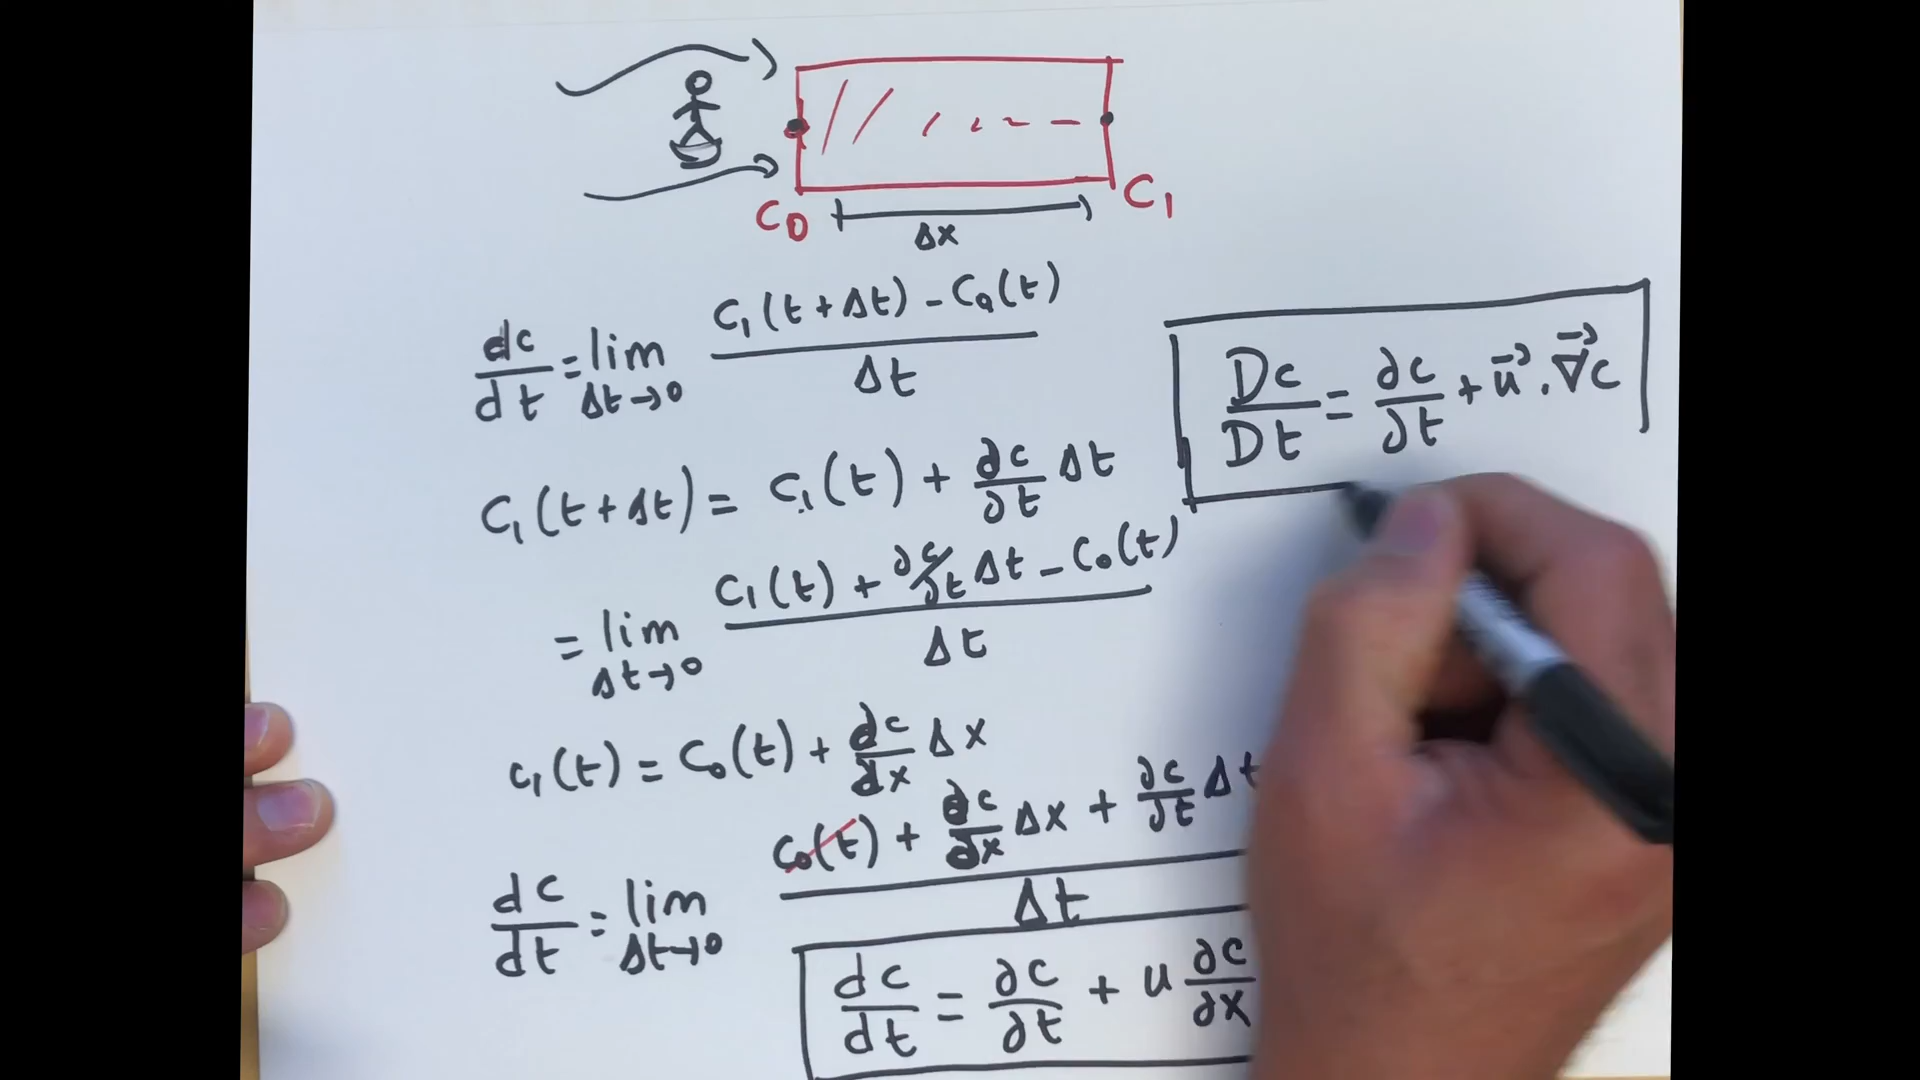 C₀ Δx C₁
dc/dt = lim Δt→0 (C₁(t+Δt) - C₀(t))/Δt
Dc/Dt = ∂c/∂t + u⃗ . ∇⃗c
C₁(t+Δt) = C₁(t) + ∂c/∂t Δt
= lim Δt→0 (C₁(t) + ∂c/∂t Δt - C₀(t))/Δt
C₁(t) = C₀(t) + dc/dx Δx
dc/dt = lim Δt→0 (C₀(t) + ∂c/∂x Δx + ∂c/∂t Δt)/Δt
dc/dt = ∂c/∂t + u ∂c/∂x